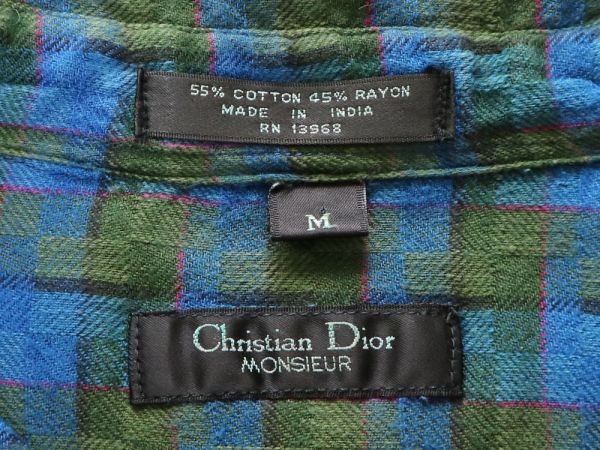 55% COTTON 45% RAYON
MADE IN INDIA
RN 13968
M
Christian Dior
MONSIEUR